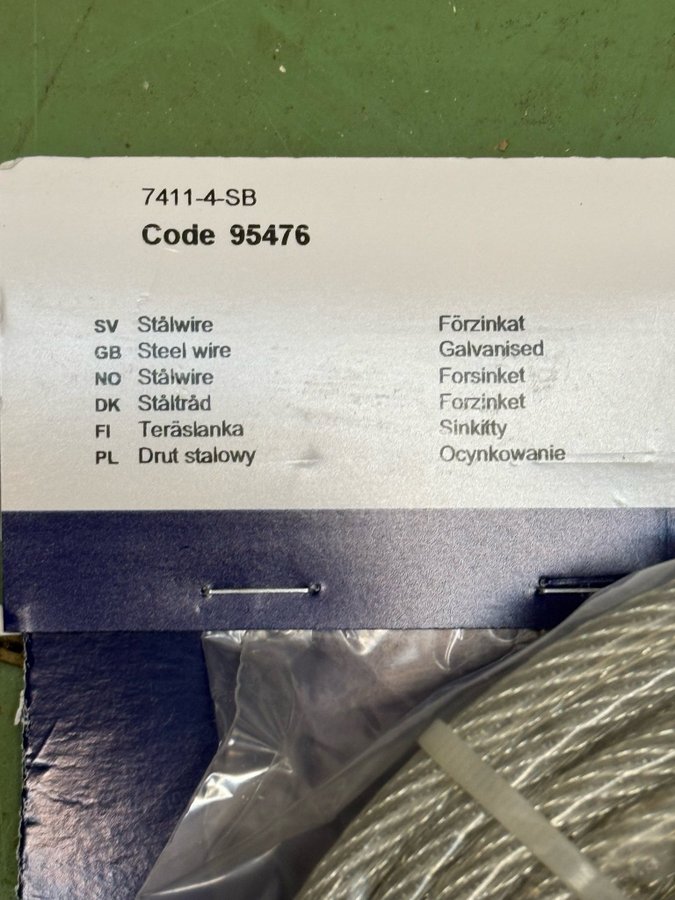 7411-4-SB
Code 95476
SV Stålwire Förzinkat
GB Steel wire Galvanised
NO Stålwire Forsinket
DK Ståltråd Forzinket
FI Teräslanka Sinkitty
PL Drut stalowy Ocynkowanie